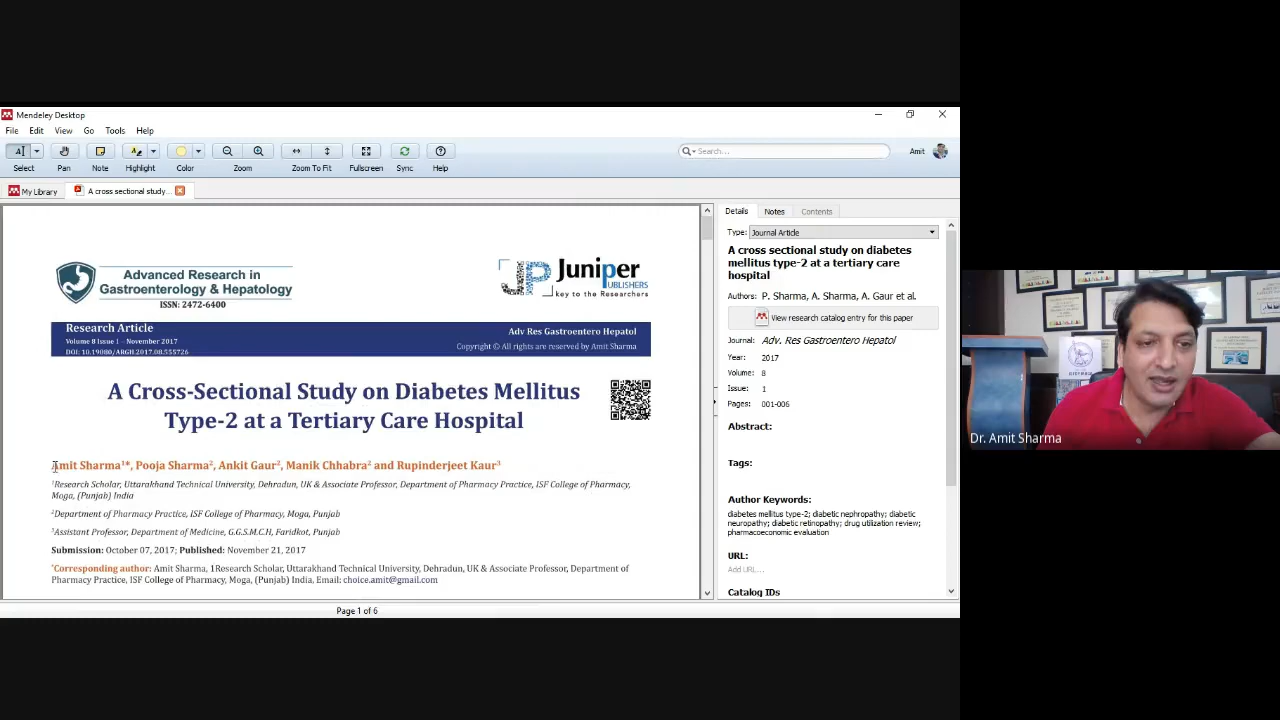 Mendeley Desktop
File Edit View Go Tools Help
Search...
Amit
Select Pan Note Highlight Color Zoom Zoom To Fit Fullscreen Sync Help
My Library
A cross sectional study...
Advanced Research in
Gastroenterology & Hepatology
ISSN: 2472-6400
JP Juniper
PUBLISHERS
key to the Researchers
Research Article
Volume 8 Issue 1 - November 2017
DOI: 10.19080/ARGH.2017.08.555726
Adv Res Gastroentero Hepatol
Copyright © All rights are reserved by Amit Sharma
A Cross-Sectional Study on Diabetes Mellitus
Type-2 at a Tertiary Care Hospital
Amit Sharma¹*, Pooja Sharma², Ankit Gaur², Manik Chhabra² and Rupinderjeet Kaur³
¹Research Scholar, Uttarakhand Technical University, Dehradun, UK & Associate Professor, Department of Pharmacy Practice, ISF College of Pharmacy,
Moga, (Punjab) India
²Department of Pharmacy Practice, ISF College of Pharmacy, Moga, Punjab
³Assistant Professor, Department of Medicine, G.G.S.M.C.H, Faridkot, Punjab
Submission: October 07, 2017; Published: November 21, 2017
*Corresponding author: Amit Sharma, 1Research Scholar, Uttarakhand Technical University, Dehradun, UK & Associate Professor, Department of
Pharmacy Practice, ISF College of Pharmacy, Moga, (Punjab) India, Email: choice.amit@gmail.com
Page 1 of 6
Details Notes Contents
Type: Journal Article
A cross sectional study on diabetes
mellitus type-2 at a tertiary care
hospital
Authors: P. Sharma, A. Sharma, A. Gaur et al.
View research catalog entry for this paper
Journal: Adv. Res Gastroentero Hepatol
Year: 2017
Volume: 8
Issue: 1
Pages: 001-006
Abstract:
Tags:
Author Keywords:
diabetes mellitus type-2; diabetic nephropathy; diabetic
neuropathy; diabetic retinopathy; drug utilization review;
pharmacoeconomic evaluation
URL:
Add URL...
Catalog IDs
Dr. Amit Sharma